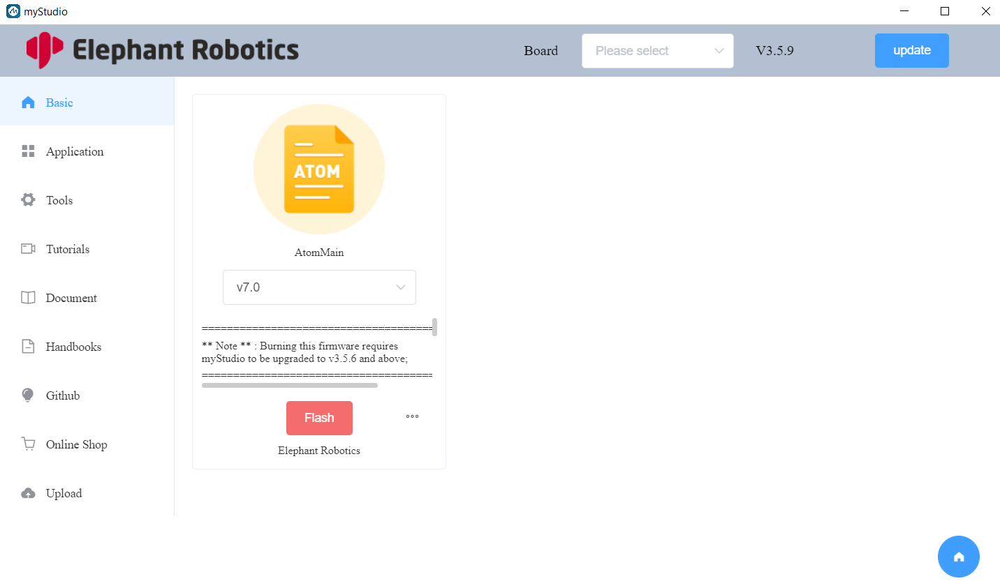 myStudio
Elephant Robotics
Board
Please select
V3.5.9
update
Basic
Application
Tools
Tutorials
Document
Handbooks
Github
Online Shop
Upload
ATOM
AtomMain
v7.0
=====================================
** Note ** : Burning this firmware requires
myStudio to be upgraded to v3.5.6 and above;
=====================================
Flash
Elephant Robotics